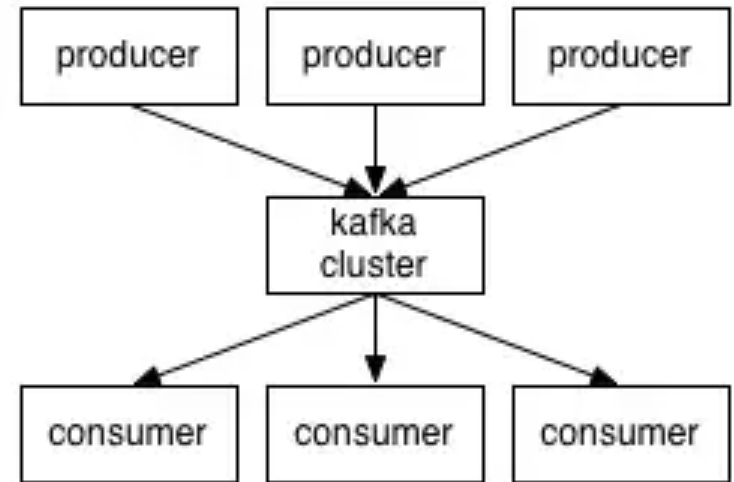 producer
producer
producer
kafka
cluster
consumer
consumer
consumer